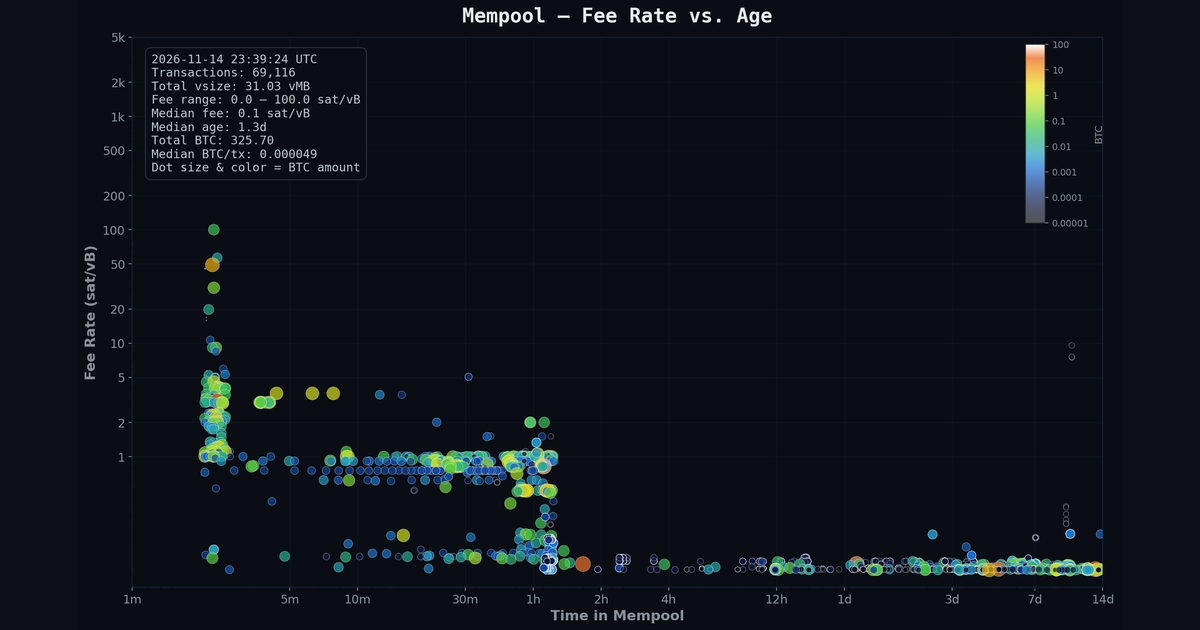 Mempool — Fee Rate vs. Age
2026-11-14 23:39:24 UTC
Transactions: 69,116
Total vsize: 31.03 vMB
Fee range: 0.0 — 100.0 sat/vB
Median fee: 0.1 sat/vB
Median age: 1.3d
Total BTC: 325.70
Median BTC/tx: 0.000049
Dot size & color = BTC amount
5k
2k
1k
500
200
100
50
20
10
5
2
1
Fee Rate (sat/vB)
100
10
1
0.1
0.01
0.001
0.0001
0.00001
BTC
1m
5m
10m
30m
1h
2h
4h
12h
1d
3d
7d
14d
Time in Mempool